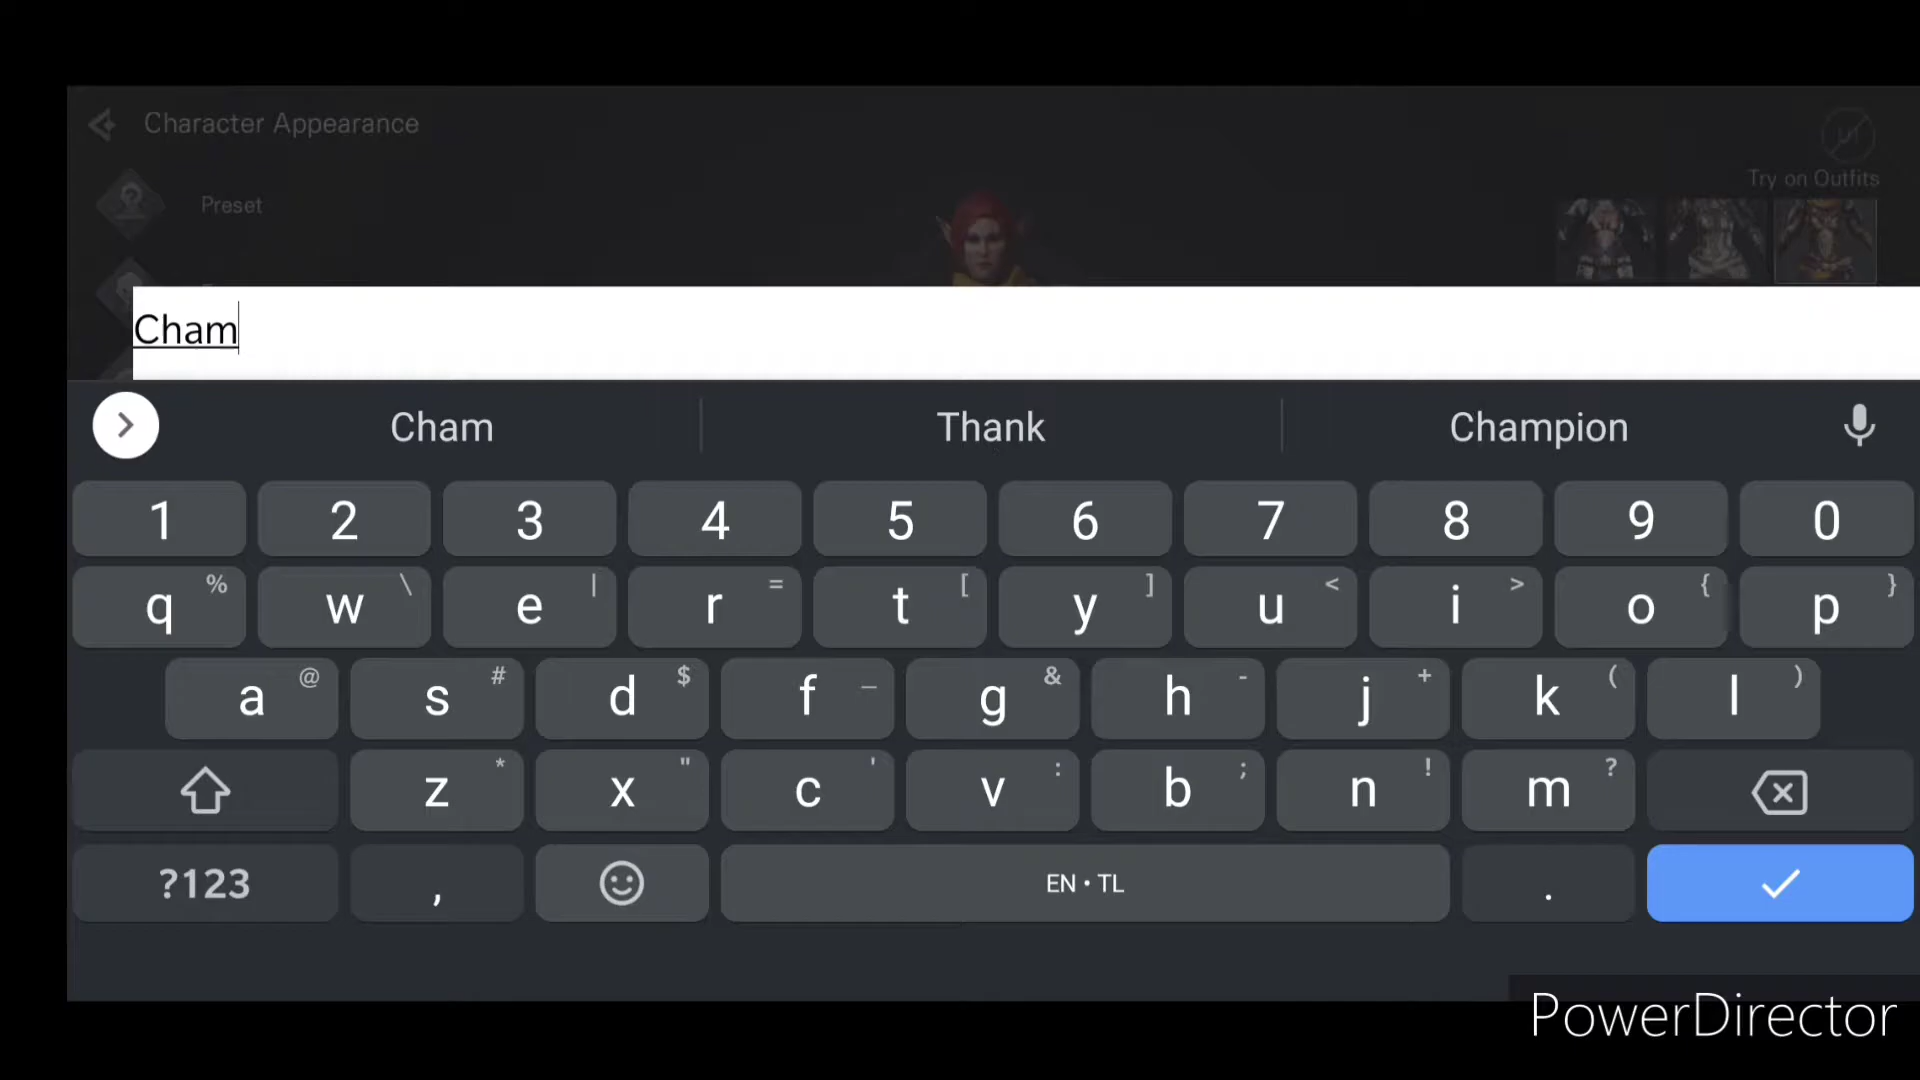 Character Appearance
Try on Outfits
Preset
Cham
Cham Thank Champion
1 2 3 4 5 6 7 8 9 0
q % w \ e | r = t [ y ] u < i > o { p }
a @ s # d $ f _ g & h - j + k ( l )
z * x " c ' v : b ; n ! m ?
?123 , EN • TL .
PowerDirector